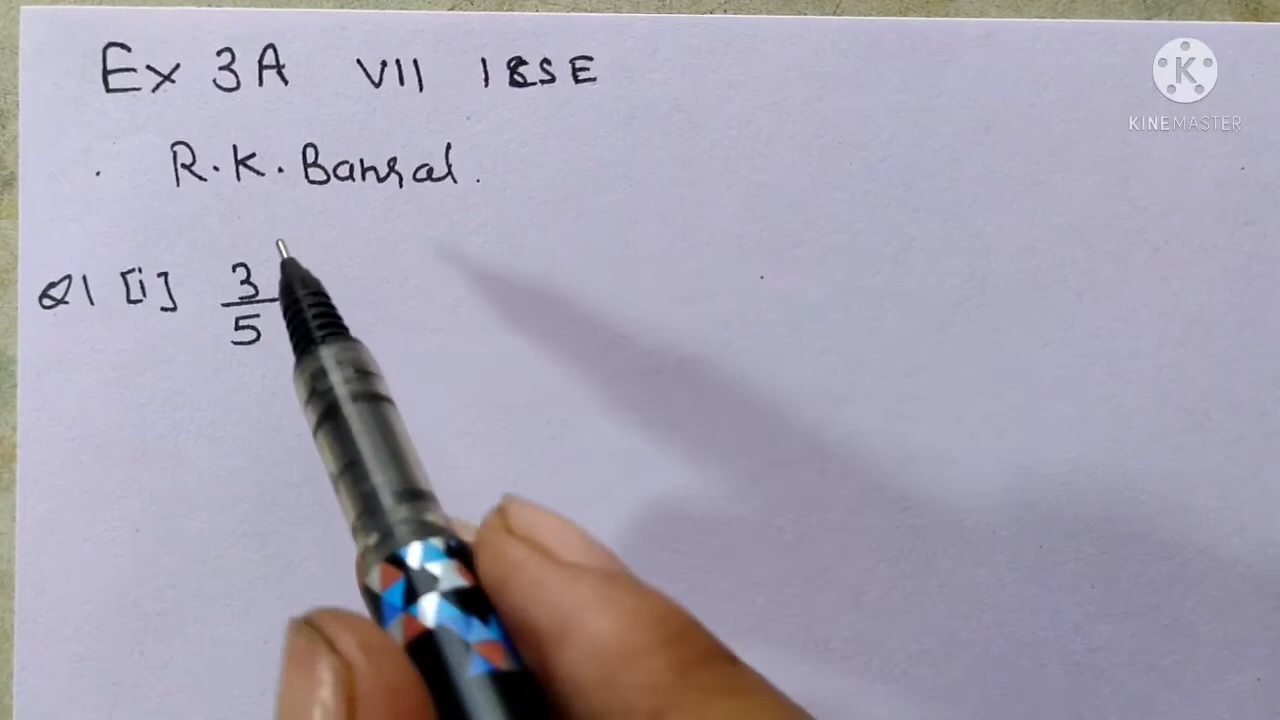 Ex 3A VII ICSE
R.K. Bansal.
Q1 [i] 3/5
K
KINEMASTER